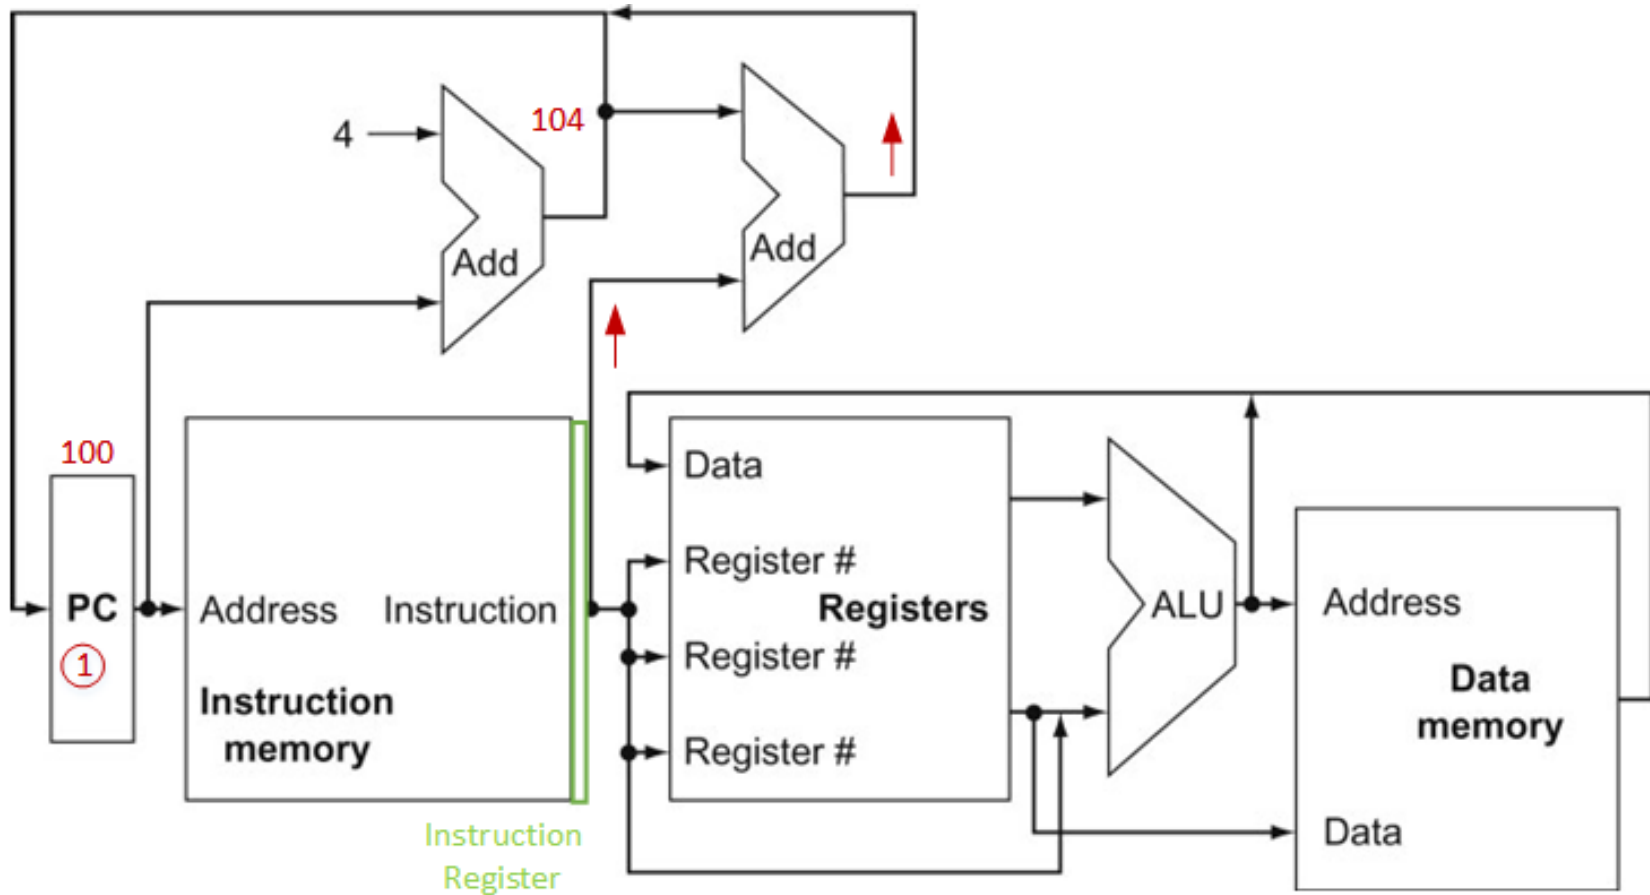 4
104
Add
Add
100
PC
1
Address
Instruction
Instruction
memory
Instruction
Register
Data
Register #
Registers
Register #
Register #
ALU
Address
Data
memory
Data